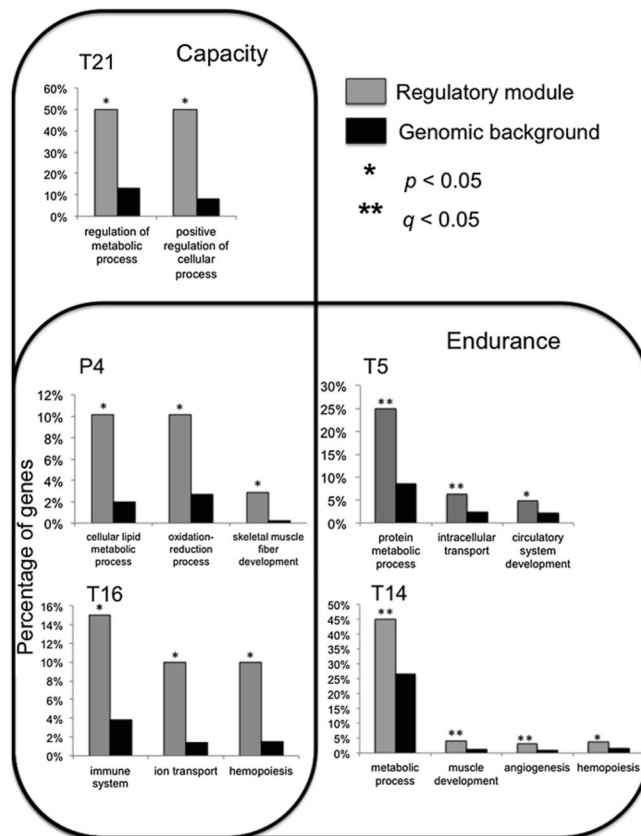 T21
Capacity
60%
50%
40%
30%
20%
10%
0%
*
*
regulation of
metabolic
process
positive
regulation of
cellular
process
Regulatory module
Genomic background
* p < 0.05
** q < 0.05
Endurance
Percentage of genes
P4
12%
10%
8%
6%
4%
2%
0%
*
*
*
cellular lipid
metabolic
process
oxidation-
reduction
process
skeletal muscle
fiber
development
T5
30%
25%
20%
15%
10%
5%
0%
**
**
*
protein
metabolic
process
intracellular
transport
circulatory
system
development
T16
16%
14%
12%
10%
8%
6%
4%
2%
0%
*
*
*
immune
system
ion transport
hemopoiesis
T14
50%
45%
40%
35%
30%
25%
20%
15%
10%
5%
0%
**
**
**
*
metabolic
process
muscle
development
angiogenesis
hemopoiesis